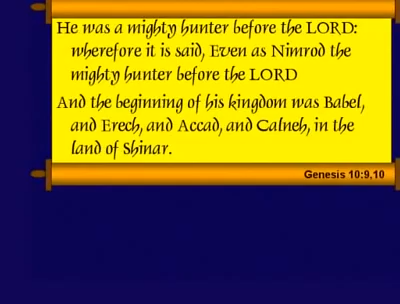 He was a mighty hunter before the LORD:
wherefore it is said, Even as Nimrod the
mighty hunter before the LORD
And the beginning of his kingdom was Babel,
and Erech, and Accad, and Calneh, in the
land of Shinar.
Genesis 10:9,10